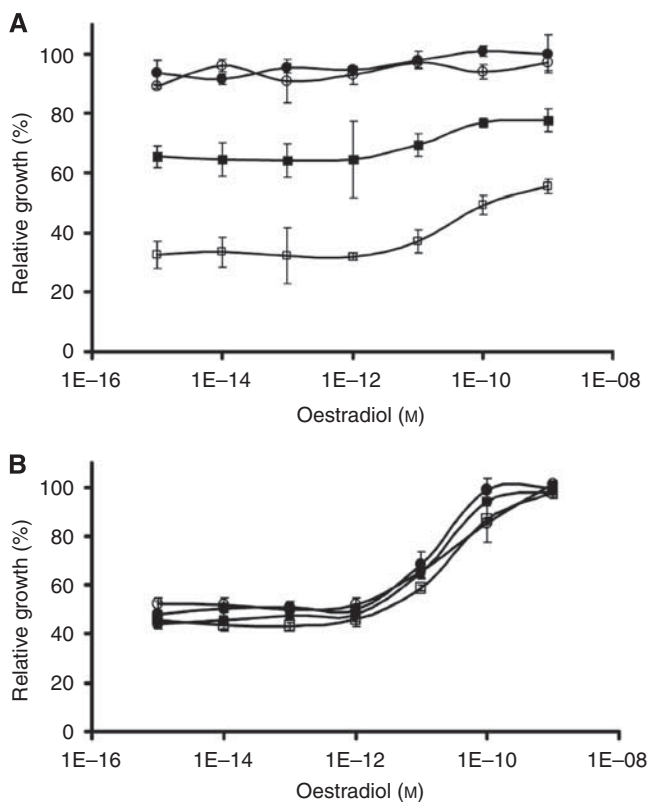 A
Relative growth (%)
100
80
60
40
20
0
1E–16
1E–14
1E–12
1E–10
1E–08
Oestradiol (M)
B
Relative growth (%)
100
80
60
40
20
0
1E–16
1E–14
1E–12
1E–10
1E–08
Oestradiol (M)